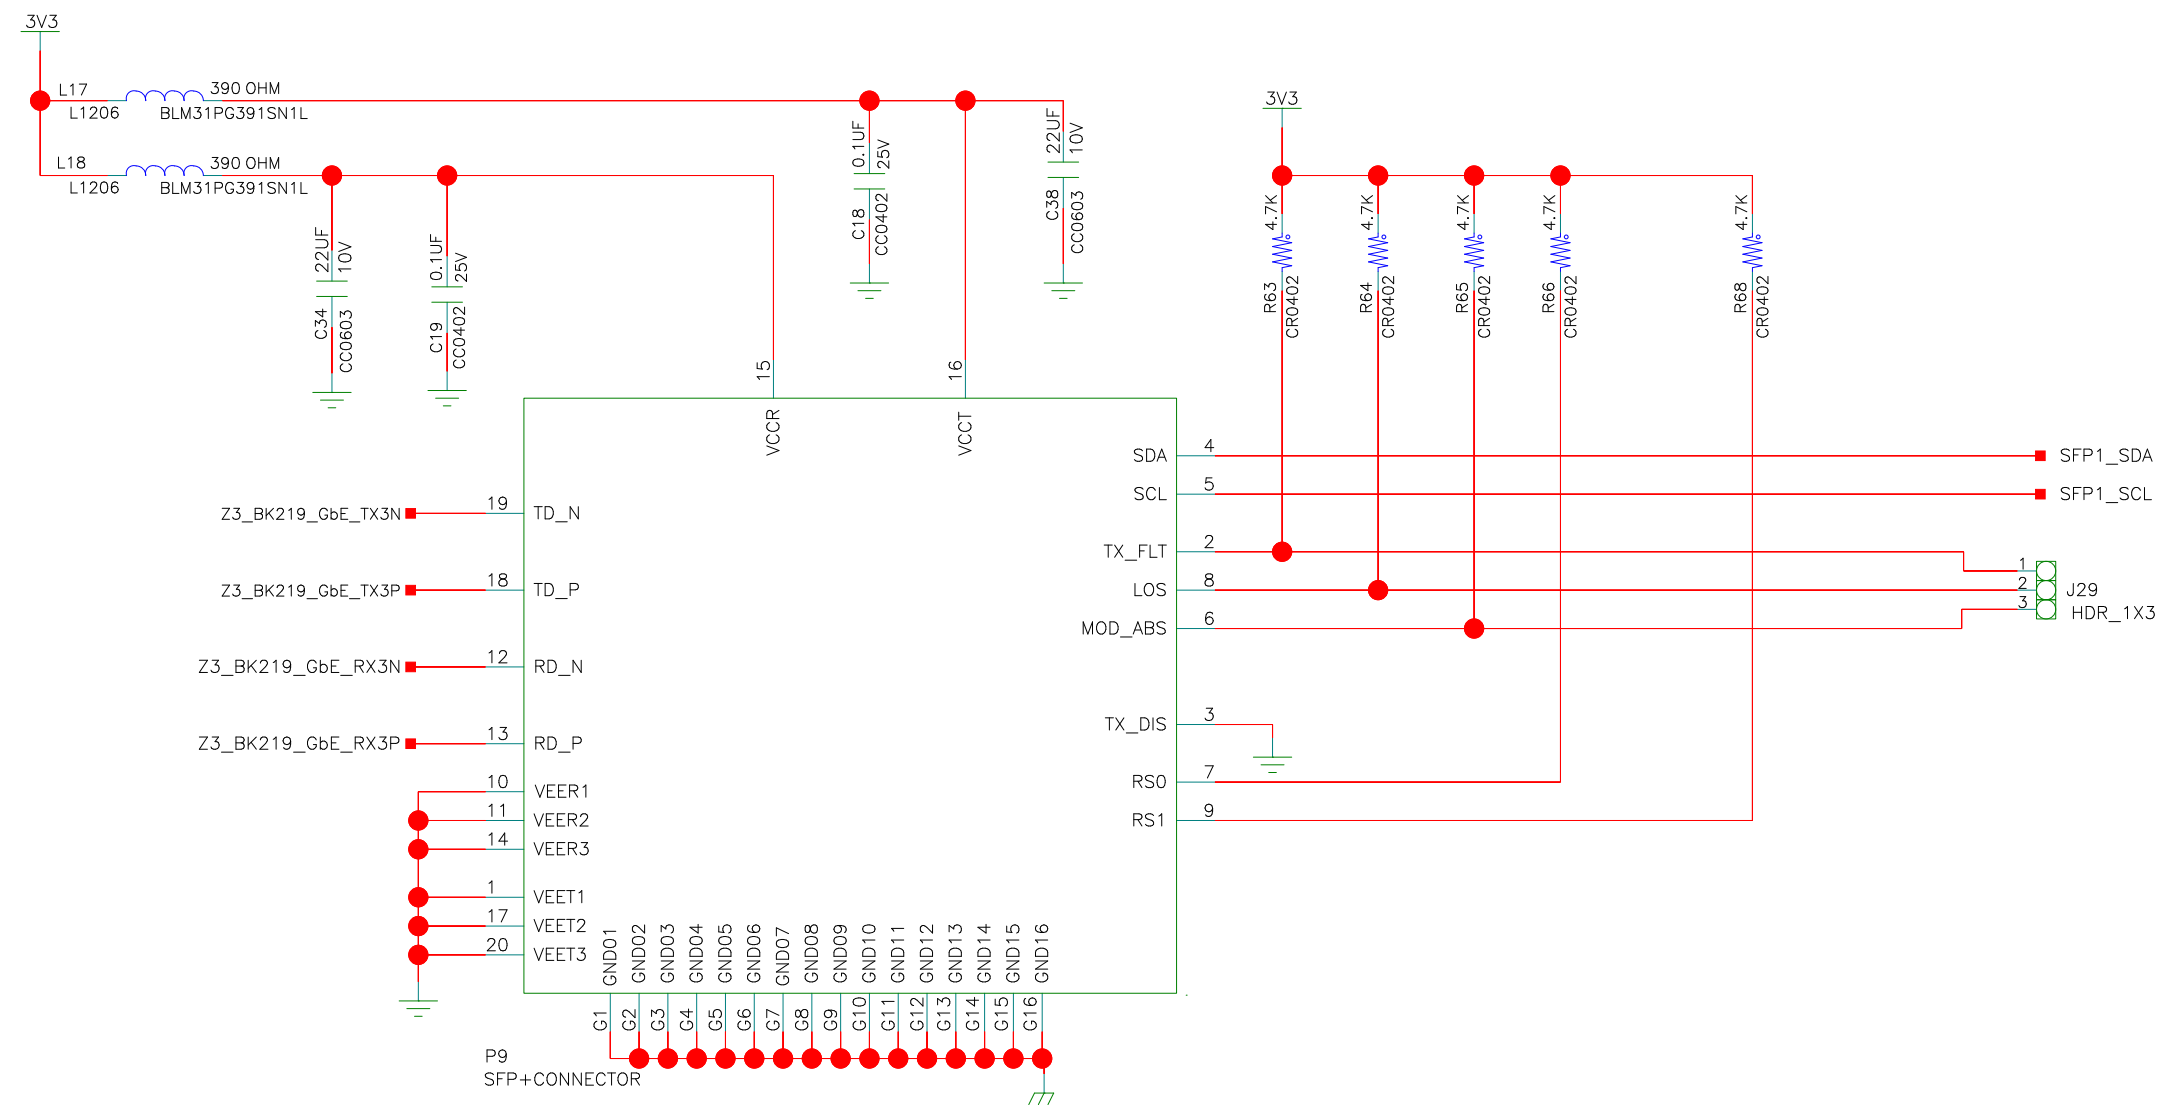 3V3
L17
390 OHM
L1206
BLM31PG391SN1L
L18
390 OHM
L1206
BLM31PG391SN1L
22UF
10V
C34
CC0603
0.1UF
25V
C19
CC0402
0.1UF
25V
C18
CC0402
22UF
10V
C38
CC0603
3V3
4.7K
R63
CR0402
4.7K
R64
CR0402
4.7K
R65
CR0402
4.7K
R66
CR0402
4.7K
R68
CR0402
15
VCCR
16
VCCT
Z3_BK219_GbE_TX3N
19
TD_N
Z3_BK219_GbE_TX3P
18
TD_P
Z3_BK219_GbE_RX3N
12
RD_N
Z3_BK219_GbE_RX3P
13
RD_P
10
VEER1
11
VEER2
14
VEER3
1
VEET1
17
VEET2
20
VEET3
SDA
4
SFP1_SDA
SCL
5
SFP1_SCL
TX_FLT
2
LOS
8
MOD_ABS
6
1
2
3
J29
HDR_1X3
TX_DIS
3
RS0
7
RS1
9
GND01
GND02
GND03
GND04
GND05
GND06
GND07
GND08
GND09
GND10
GND11
GND12
GND13
GND14
GND15
GND16
G1
G2
G3
G4
G5
G6
G7
G8
G9
G10
G11
G12
G13
G14
G15
G16
P9
SFP+CONNECTOR